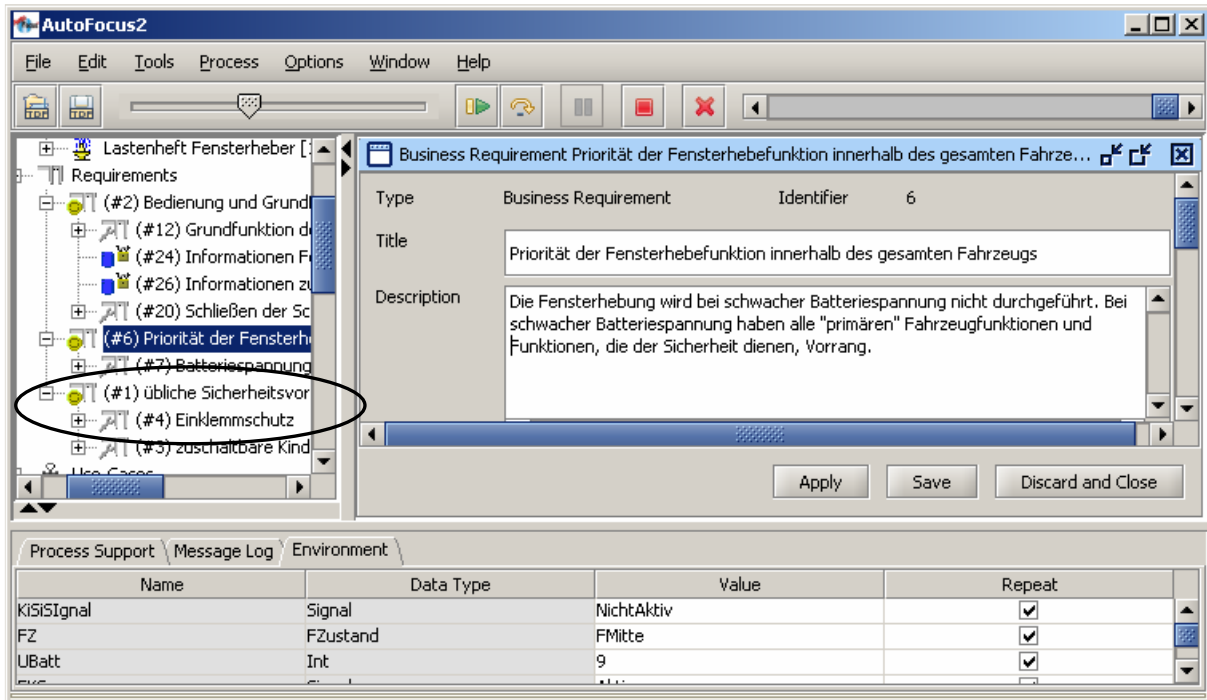 AutoFocus2
File Edit Tools Process Options Window Help
Lastenheft Fensterheber [
Requirements
(#2) Bedienung und Grund
(#12) Grundfunktion d
(#24) Informationen F
(#26) Informationen zu
(#20) Schließen der Sc
(#6) Priorität der Fensterh
(#7) Batteriespannung
(#1) übliche Sicherheitsvor
(#4) Einklemmschutz
(#3) zuschaltbare Kind
Use Cases
Business Requirement Priorität der Fensterhebefunktion innerhalb des gesamten Fahrze...
Type Business Requirement Identifier 6
Title Priorität der Fensterhebefunktion innerhalb des gesamten Fahrzeugs
Description Die Fensterhebung wird bei schwacher Batteriespannung nicht durchgeführt. Bei
schwacher Batteriespannung haben alle "primären" Fahrzeugfunktionen und
Funktionen, die der Sicherheit dienen, Vorrang.
Apply Save Discard and Close
Process Support Message Log Environment
Name Data Type Value Repeat
KiSiSIgnal Signal NichtAktiv
FZ FZustand FMitte
UBatt Int 9